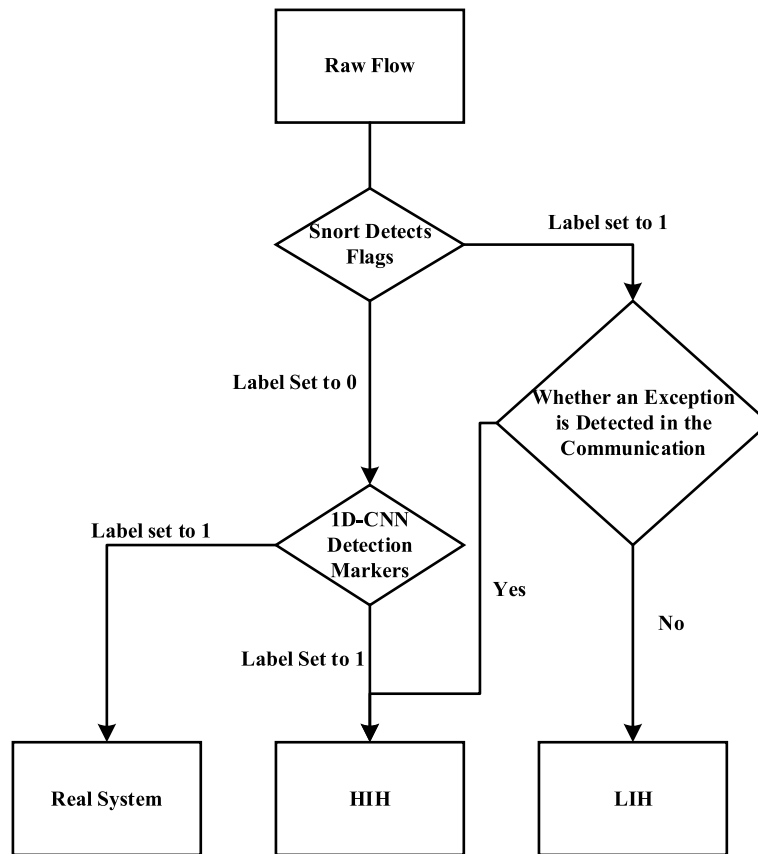 Raw Flow
Snort Detects
Flags
Label set to 1
Label Set to 0
Whether an Exception
is Detected in the
Communication
1D-CNN
Detection
Markers
Label set to 1
Yes
No
Label Set to 1
Real System
HIH
LIH